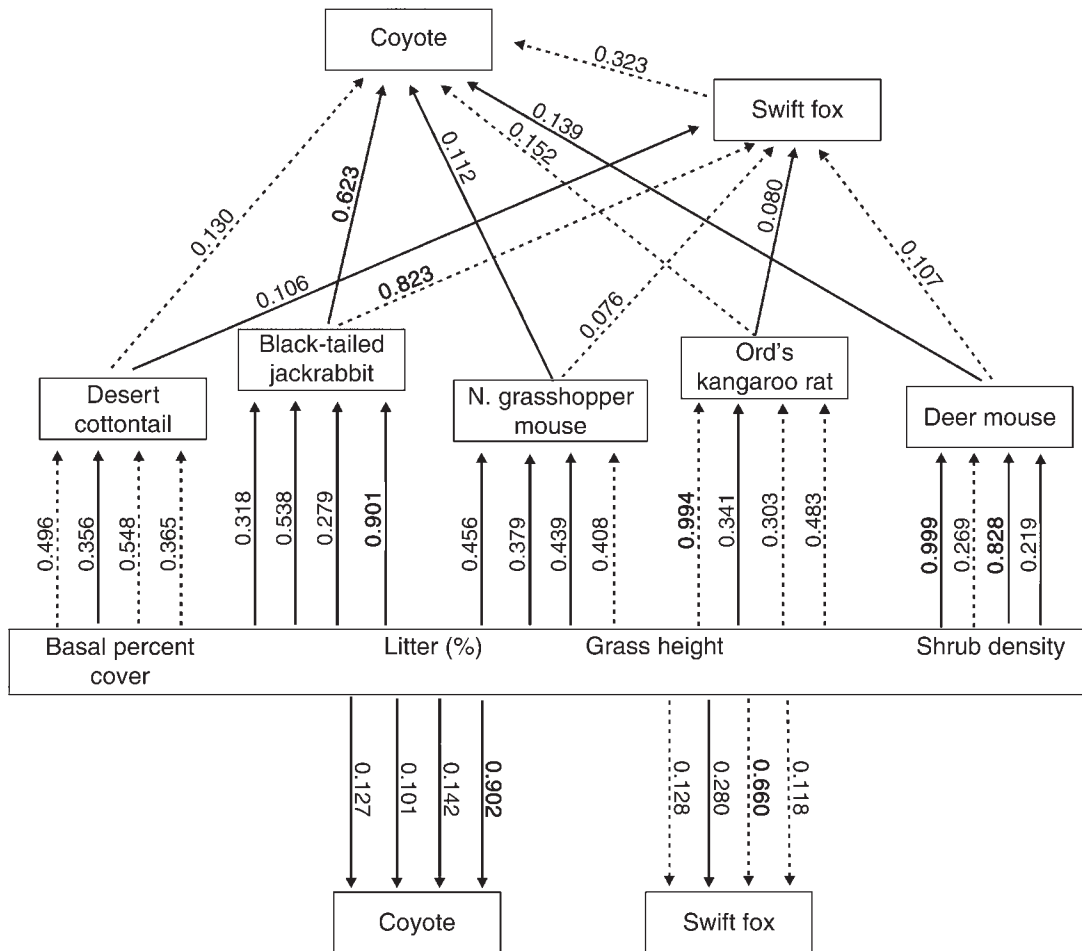 Coyote
0.323
Swift fox
0.130
0.623
0.112
0.152
0.139
0.080
0.106
0.823
0.076
0.107
Desert
cottontail
Black-tailed
jackrabbit
N. grasshopper
mouse
Ord's
kangaroo rat
Deer mouse
0.496
0.356
0.548
0.365
0.318
0.538
0.279
0.901
0.456
0.379
0.439
0.408
0.994
0.341
0.303
0.483
0.999
0.269
0.828
0.219
Basal percent
cover
Litter (%)
Grass height
Shrub density
0.127
0.101
0.142
0.902
0.128
0.280
0.660
0.118
Coyote
Swift fox